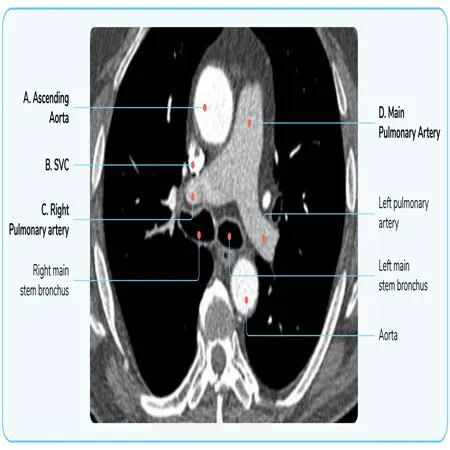 A. Ascending
Aorta
B. SVC
C. Right
Pulmonary artery
Right main
stem bronchus
D. Main
Pulmonary Artery
Left pulmonary
artery
Left main
stem bronchus
Aorta